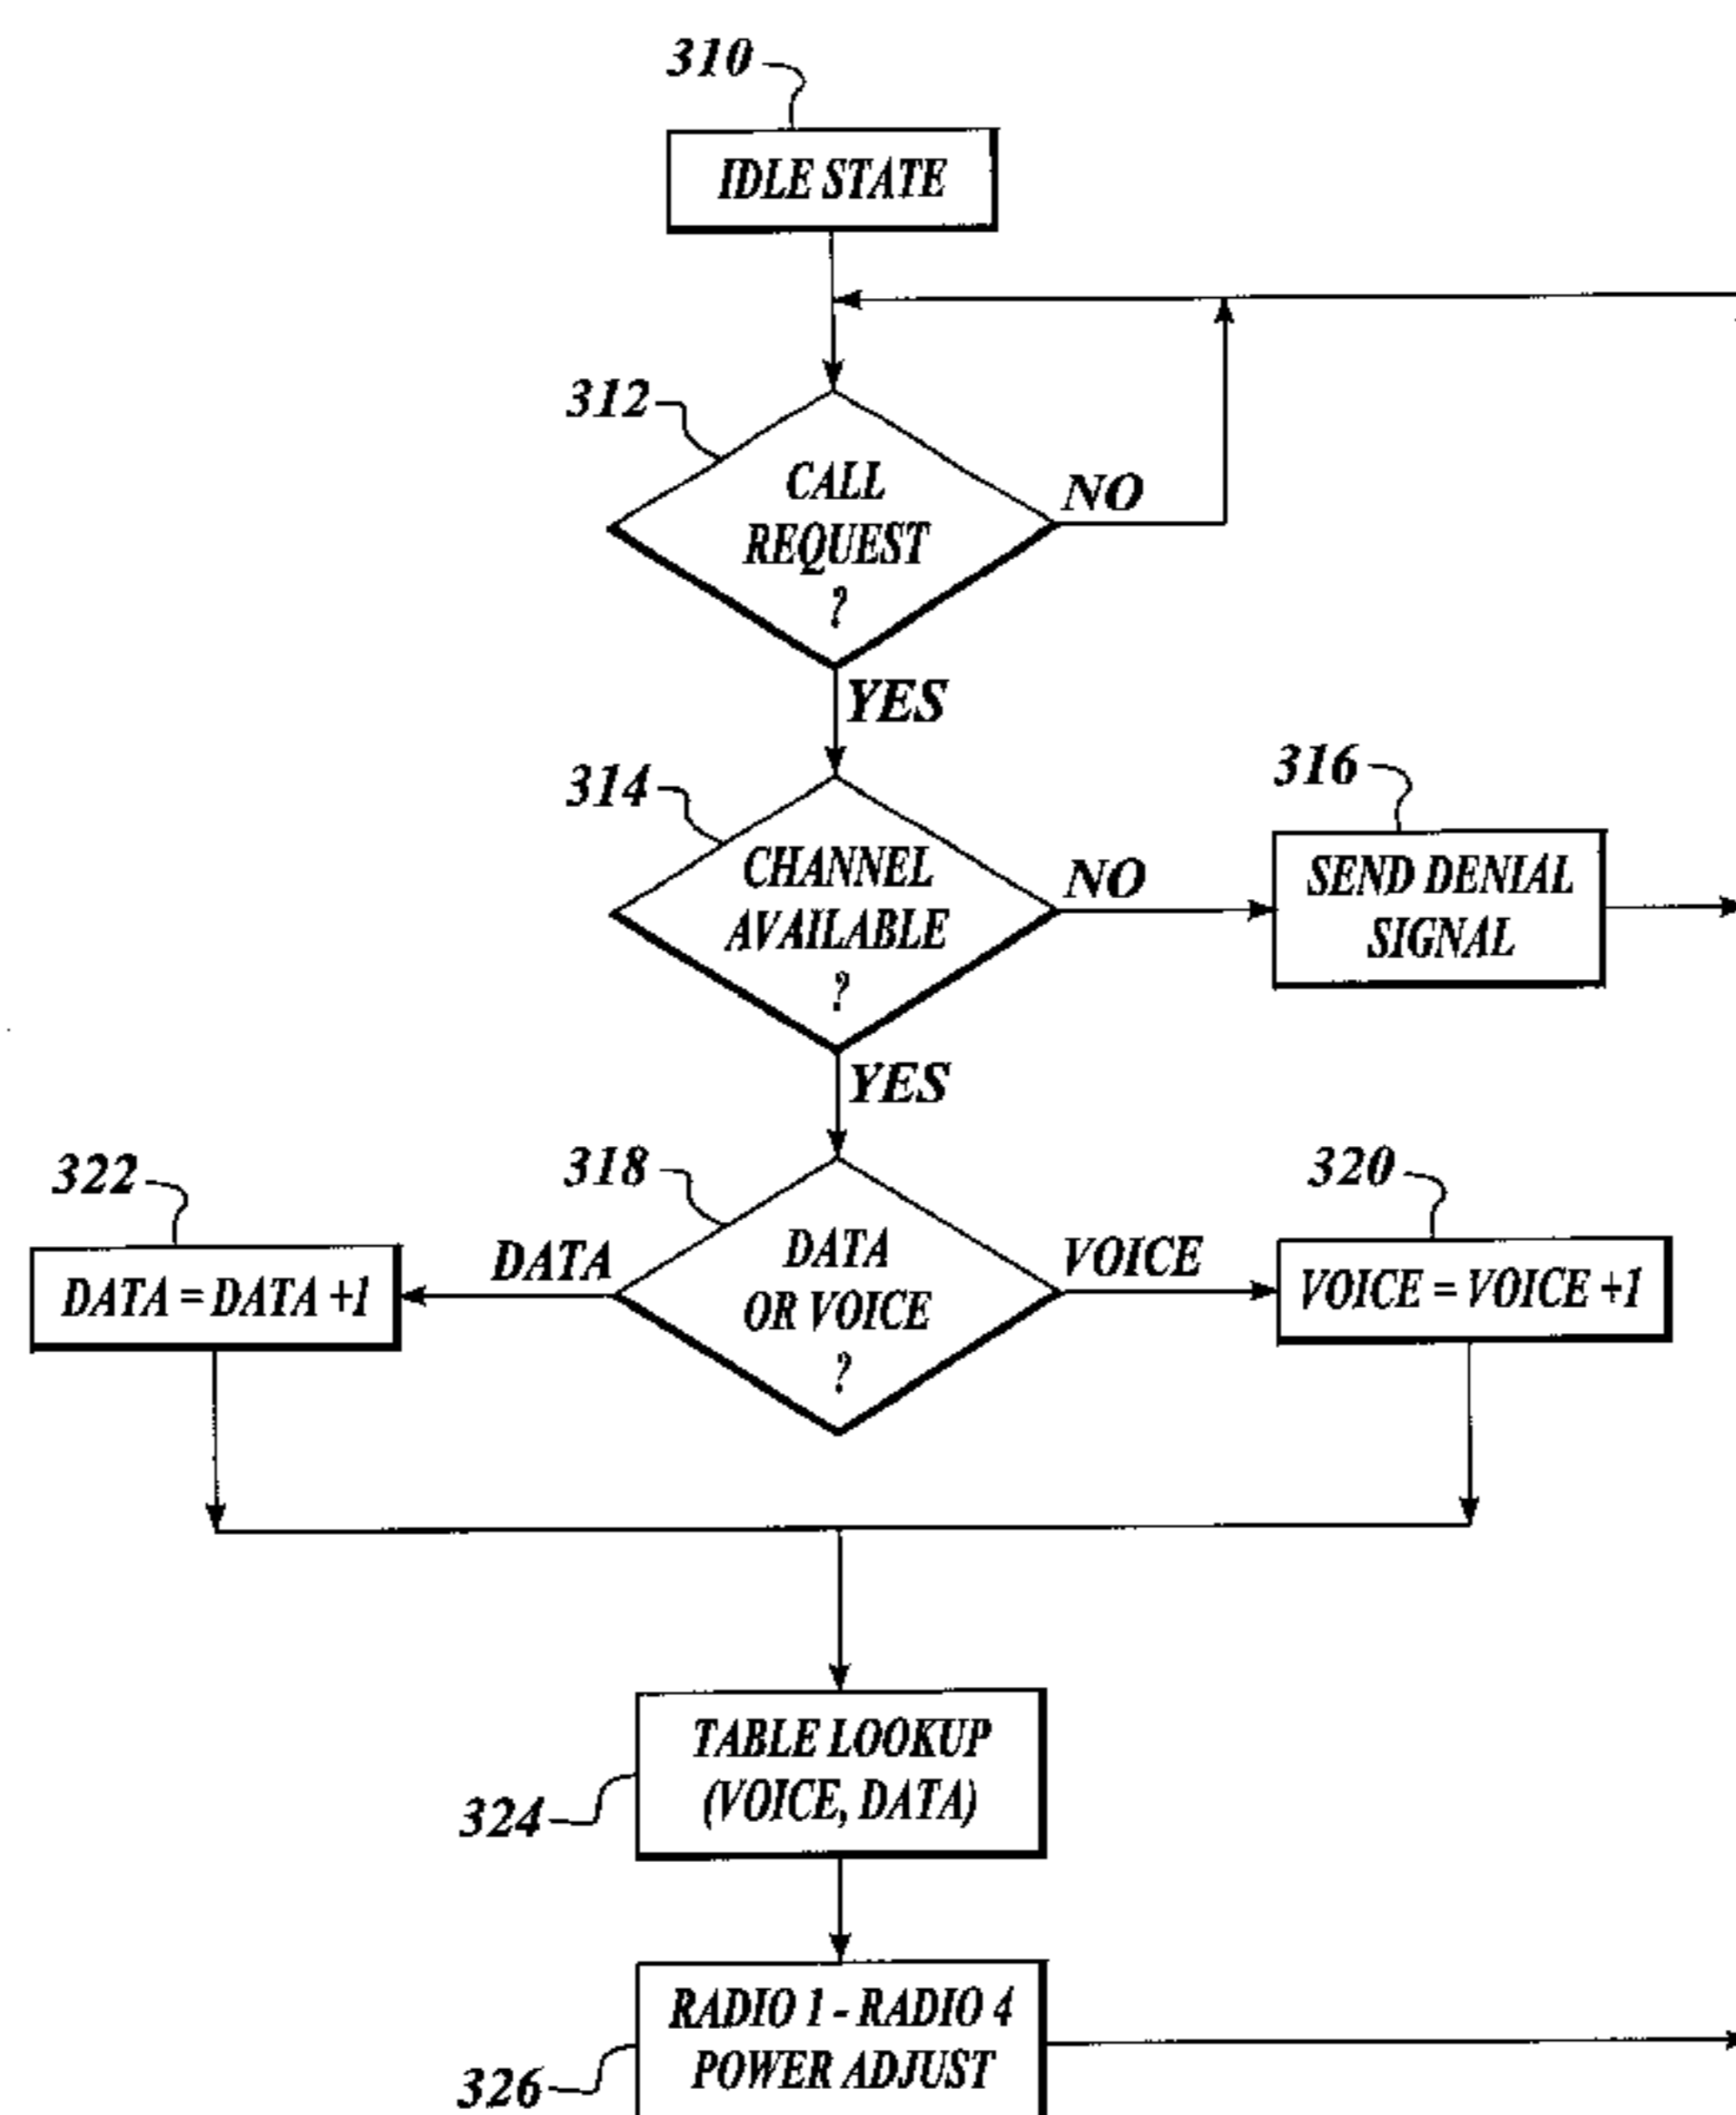 310
IDLE STATE
312
CALL
REQUEST
?
NO
YES
314
CHANNEL
AVAILABLE
?
NO
316
SEND DENIAL
SIGNAL
YES
322
318
320
DATA = DATA +1
DATA
DATA
OR VOICE
?
VOICE
VOICE = VOICE +1
TABLE LOOKUP
(VOICE, DATA)
324
RADIO 1 - RADIO 4
POWER ADJUST
326